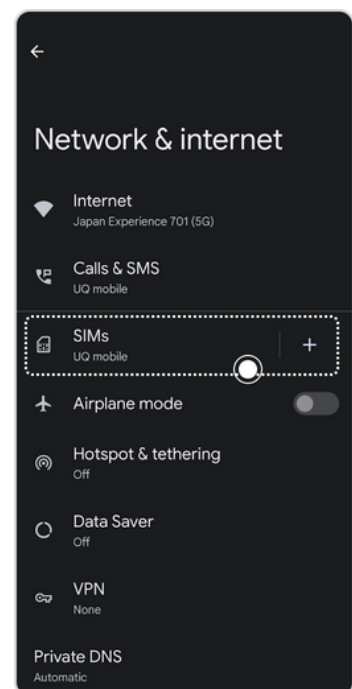 Network & internet
Internet
Japan Experience 701 (5G)
Calls & SMS
UQ mobile
SIMs
UQ mobile
+
Airplane mode
Hotspot & tethering
Off
Data Saver
Off
VPN
None
Private DNS
Automatic